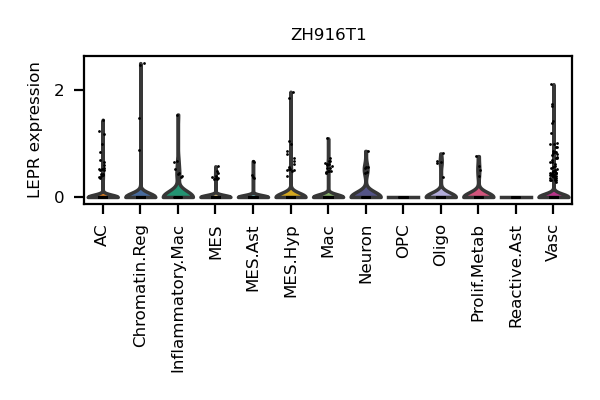 ZH916T1
LEPR expression
2
0
AC
Chromatin.Reg
Inflammatory.Mac
MES
MES.Ast
MES.Hyp
Mac
Neuron
OPC
Oligo
Prolif.Metab
Reactive.Ast
Vasc